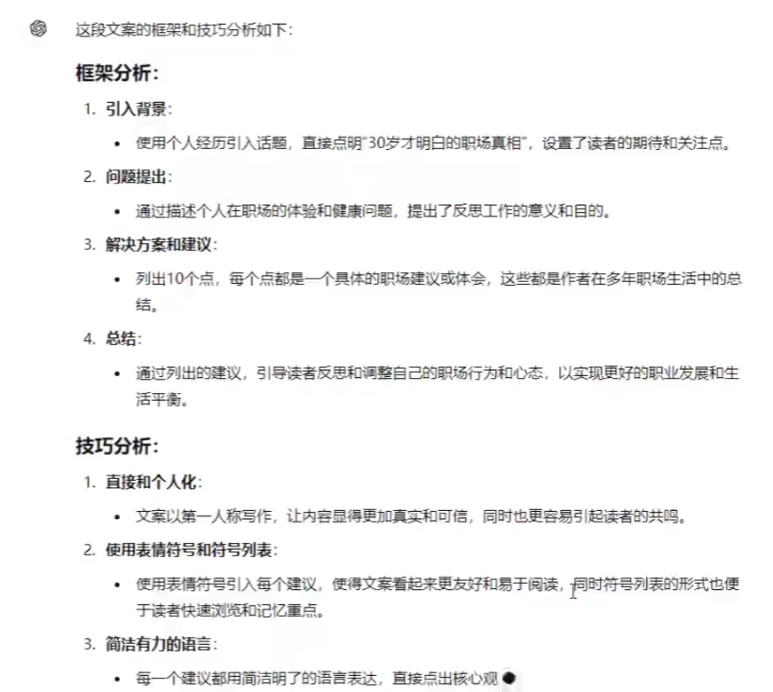 这段文案的框架和技巧分析如下：
框架分析：
1. 引入背景：
• 使用个人经历引入话题，直接点明“30岁才明白的职场真相”，设置了读者的期待和关注点。
2. 问题提出：
• 通过描述个人在职场的体验和健康问题，提出了反思工作的意义和目的。
3. 解决方案和建议：
• 列出10个点，每个点都是一个具体的职场建议或体会，这些都是作者在多年职场生活中的总
结。
4. 总结：
• 通过列出的建议，引导读者反思和调整自己的职场行为和心态，以实现更好的职业发展和生
活平衡。
技巧分析：
1. 直接和个人化：
• 文案以第一人称写作，让内容显得更加真实和可信，同时也更容易引起读者的共鸣。
2. 使用表情符号和符号列表：
• 使用表情符号引入每个建议，使得文案看起来更友好和易于阅读，同时符号列表的形式也便
于读者快速浏览和记忆重点。
3. 简洁有力的语言：
• 每一个建议都用简洁明了的语言表达，直接点出核心观